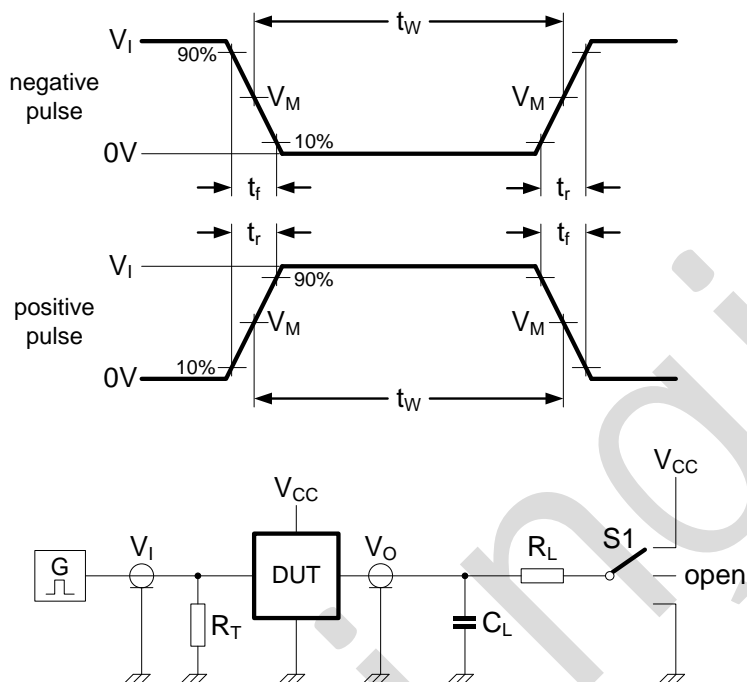 V_I
90%
t_W
negative pulse
V_M
V_M
10%
0V
t_f
t_r
t_r
t_f
V_I
90%
positive pulse
V_M
V_M
10%
0V
t_W
V_CC
V_CC
G
V_I
DUT
V_O
R_L
S1
open
R_T
C_L